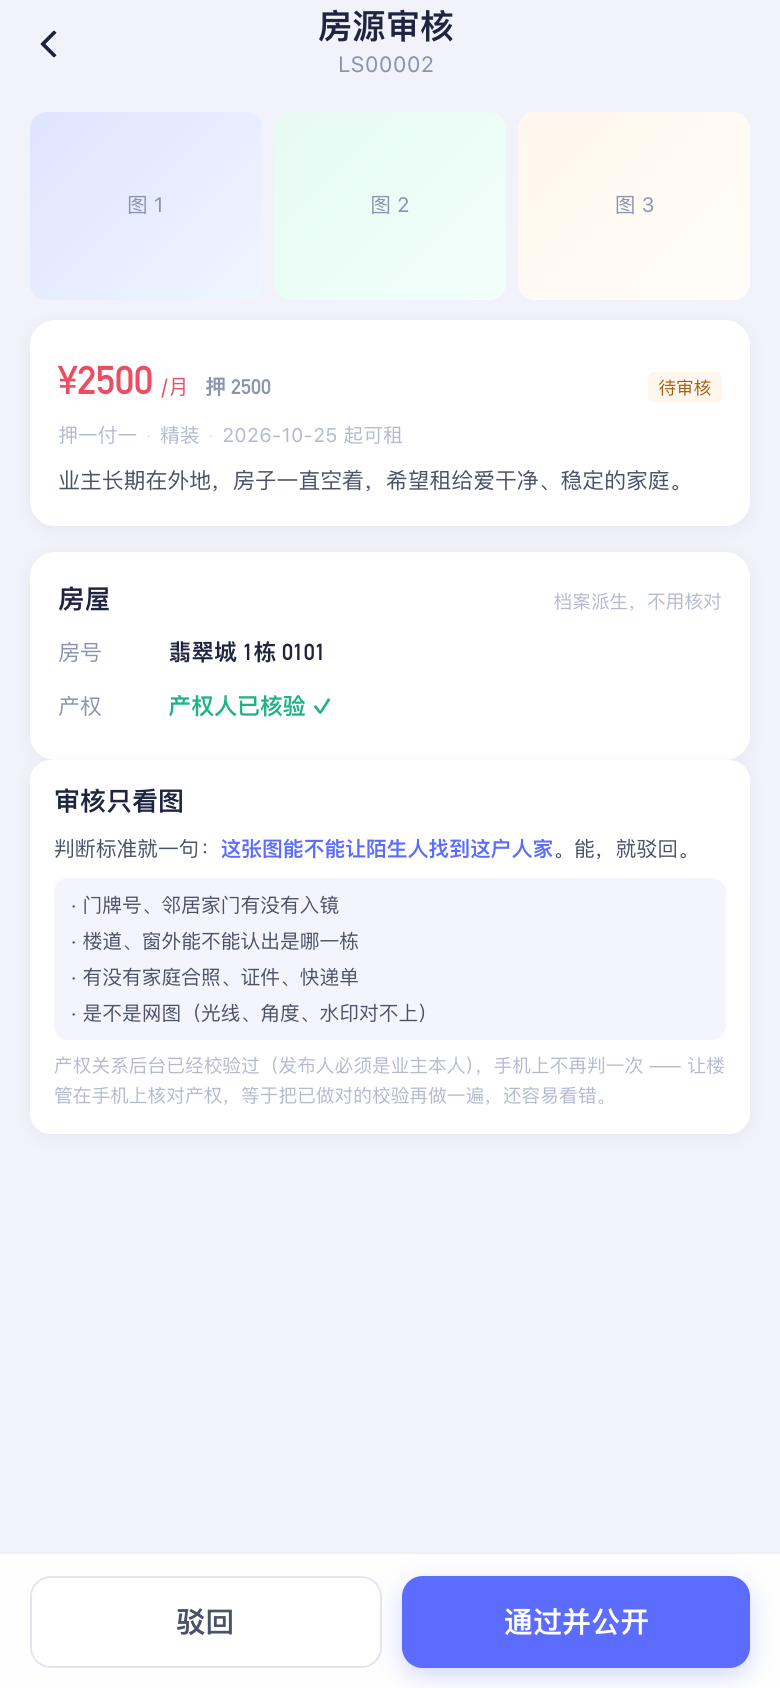 房源审核
LS00002
图 1
图 2
图 3
¥2500 /月 押 2500
待审核
押一付一 · 精装 · 2026-10-25 起可租
业主长期在外地，房子一直空着，希望租给爱干净、稳定的家庭。
房屋
档案派生，不用核对
房号 翡翠城 1栋 0101
产权 产权人已核验 ✓
审核只看图
判断标准就一句：这张图能不能让陌生人找到这户人家。能，就驳回。
· 门牌号、邻居家门有没有入镜
· 楼道、窗外能不能认出是哪一栋
· 有没有家庭合照、证件、快递单
· 是不是网图（光线、角度、水印对不上）
产权关系后台已经校验过（发布人必须是业主本人），手机上不再判一次 —— 让楼
管在手机上核对产权，等于把已做对的校验再做一遍，还容易看错。
驳回
通过并公开